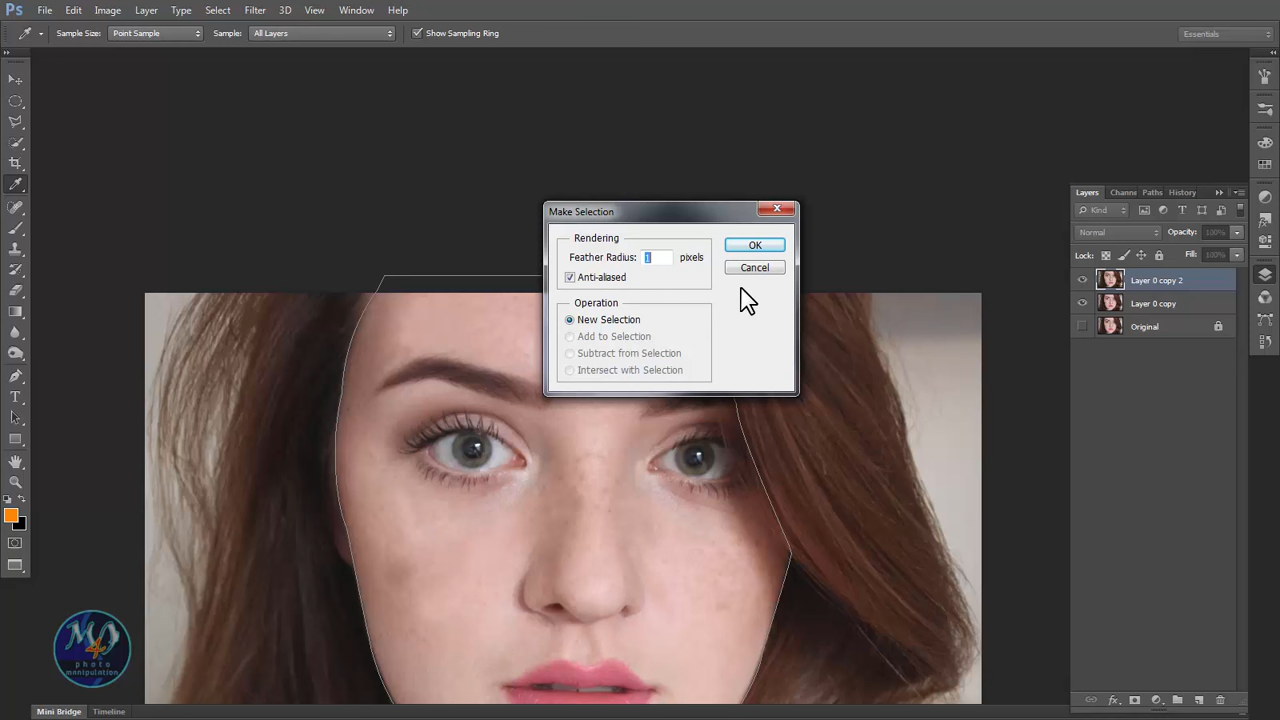 Ps File Edit Image Layer Type Select Filter 3D View Window Help
Sample Size: Point Sample Sample: All Layers Show Sampling Ring Essentials
Make Selection
Rendering
Feather Radius: 1 pixels
Anti-aliased
Operation
New Selection
Add to Selection
Subtract from Selection
Intersect with Selection
OK
Cancel
Layers Channe Paths History
Kind
Normal Opacity: 100%
Lock: Fill: 100%
Layer 0 copy 2
Layer 0 copy
Original
photo
manipulation
Mini Bridge Timeline